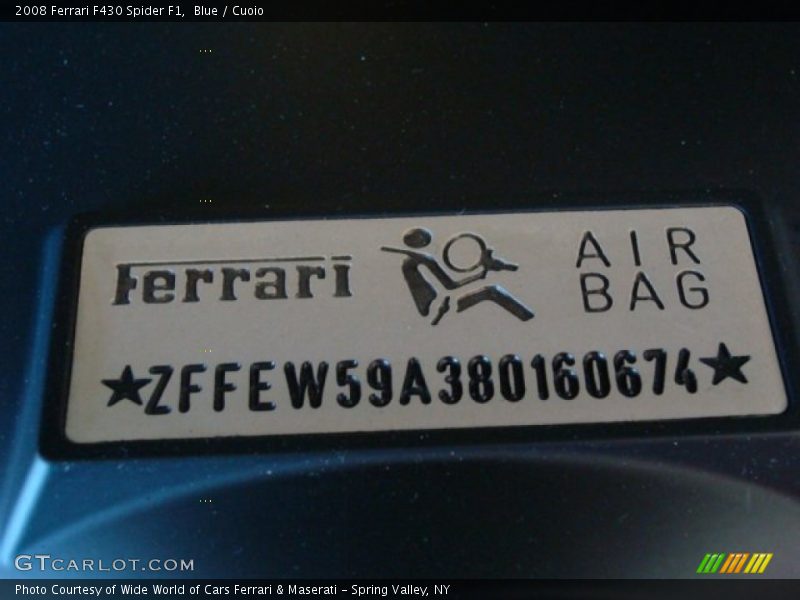 2008 Ferrari F430 Spider F1, Blue / Cuoio
Ferrari
AIR
BAG
★ZFFEW59A380160674★
GTCARLOT.COM
Photo Courtesy of Wide World of Cars Ferrari & Maserati - Spring Valley, NY